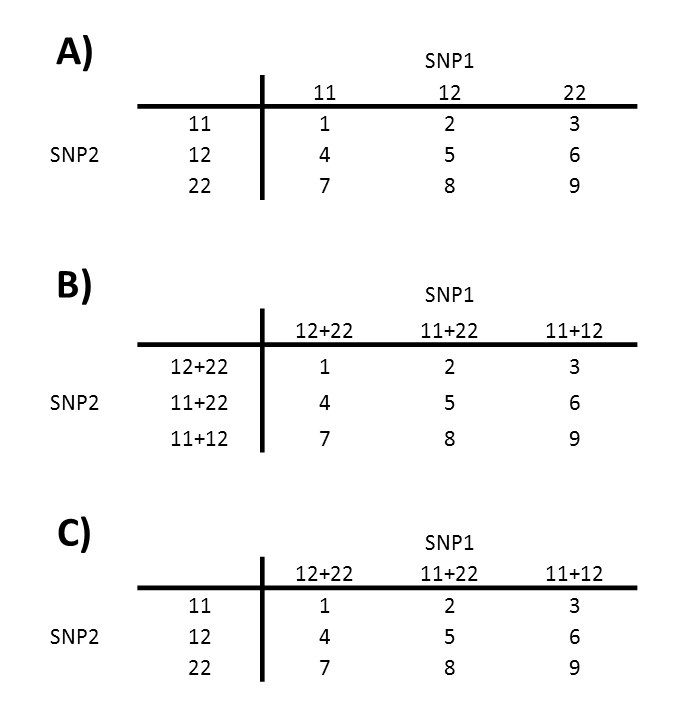 A)
SNP1
11 12 22
11 1 2 3
SNP2 12 4 5 6
22 7 8 9
B)
SNP1
12+22 11+22 11+12
12+22 1 2 3
SNP2 11+22 4 5 6
11+12 7 8 9
C)
SNP1
12+22 11+22 11+12
11 1 2 3
SNP2 12 4 5 6
22 7 8 9